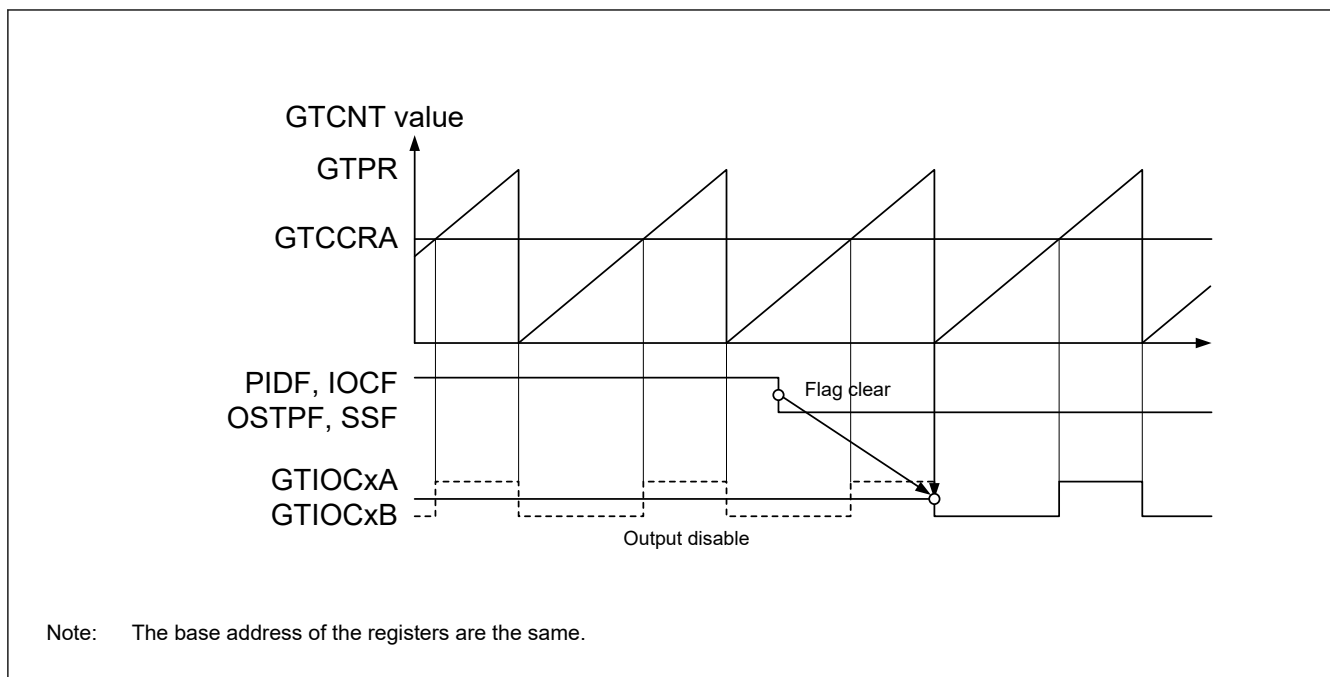 GTCNT value
GTPR
GTCCRA
PIDF, IOCF
Flag clear
OSTPF, SSF
GTIOCxA
GTIOCxB
Output disable
Note: The base address of the registers are the same.